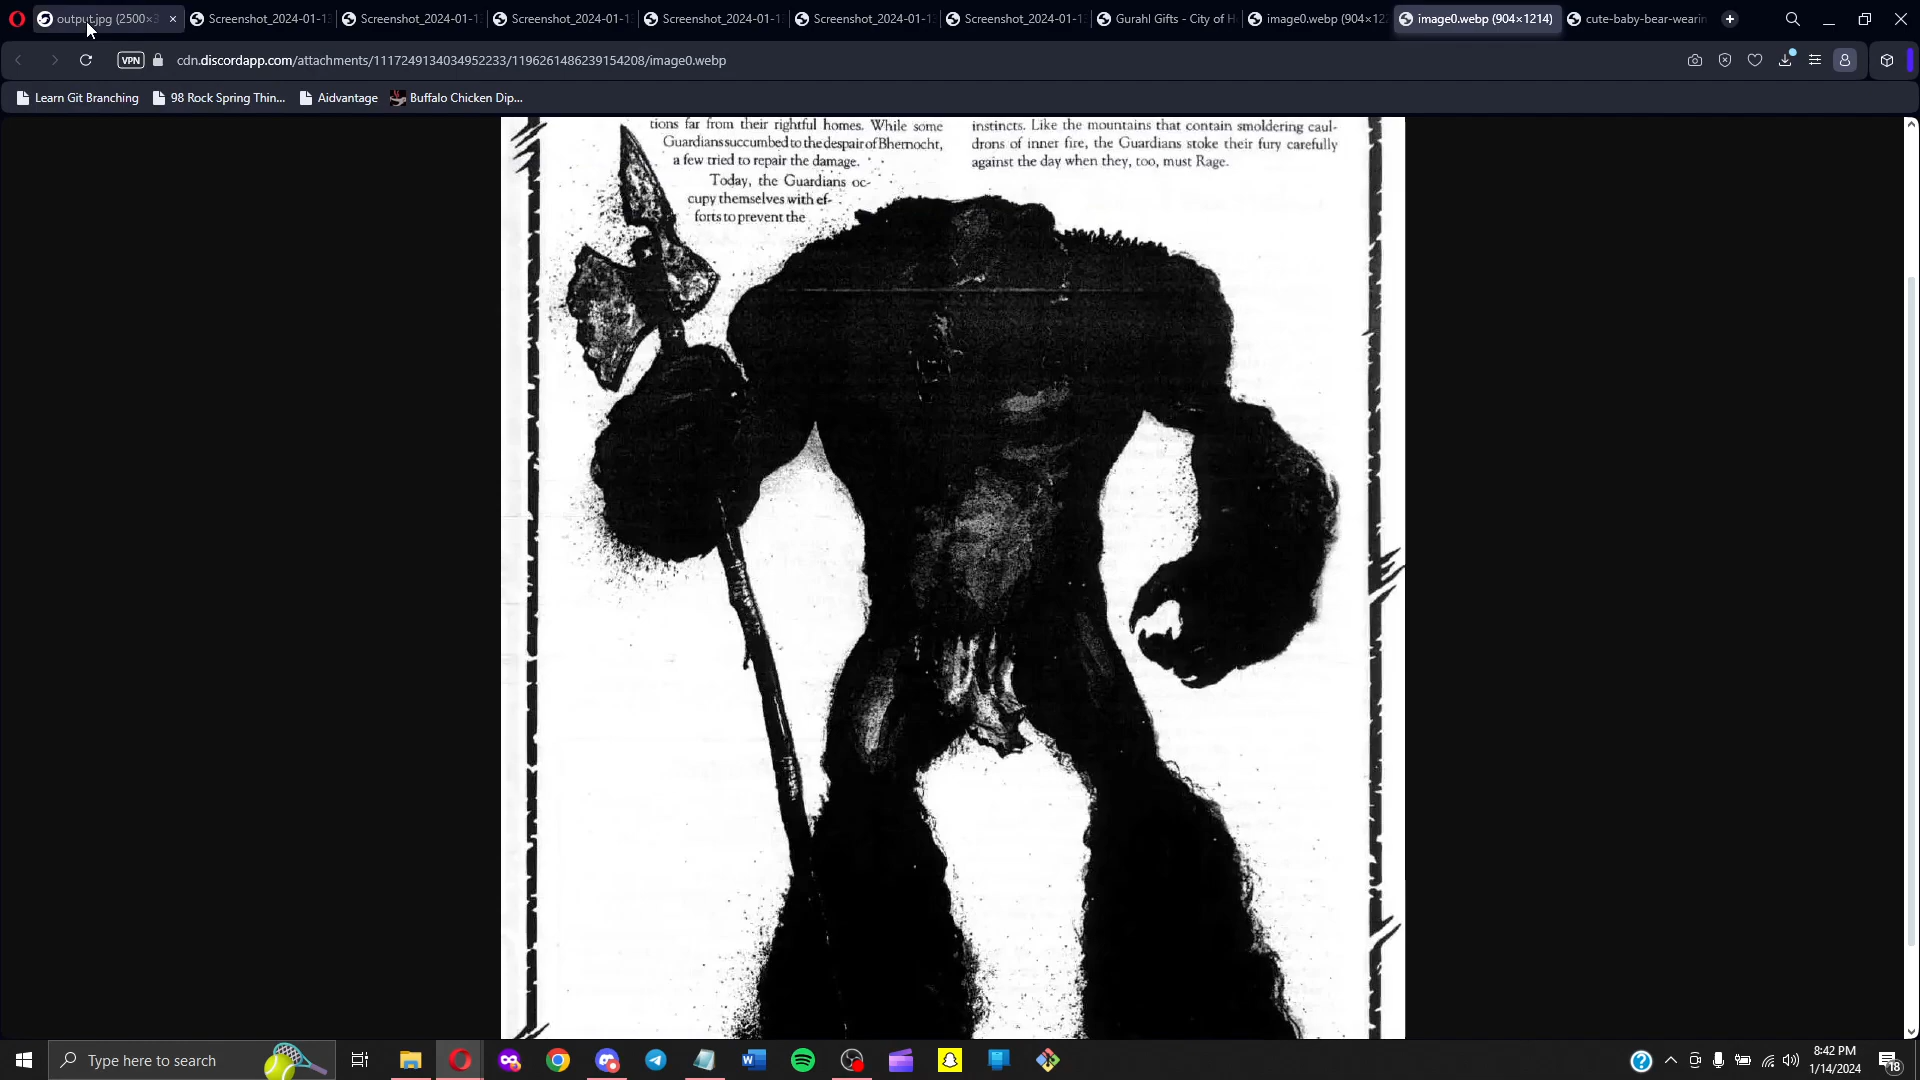 output.jpg (2500×3
Screenshot_2024-01-1
Screenshot_2024-01-1
Screenshot_2024-01-1
Screenshot_2024-01-1
Screenshot_2024-01-1
Screenshot_2024-01-1
Gurahl Gifts - City of H
image0.webp (904×12
image0.webp (904×1214)
cute-baby-bear-wearin
VPN
cdn.discordapp.com/attachments/1117249134034952233/1196261486239154208/image0.webp
Learn Git Branching
98 Rock Spring Thin...
Aidvantage
Buffalo Chicken Dip...
tions far from their rightful homes. While some
Guardians succumbed to the despair of Bhernocht,
a few tried to repair the damage.
Today, the Guardians oc-
cupy themselves with ef-
forts to prevent the
instincts. Like the mountains that contain smoldering caul-
drons of inner fire, the Guardians stoke their fury carefully
against the day when they, too, must Rage.
Type here to search
8:42 PM
1/14/2024
18